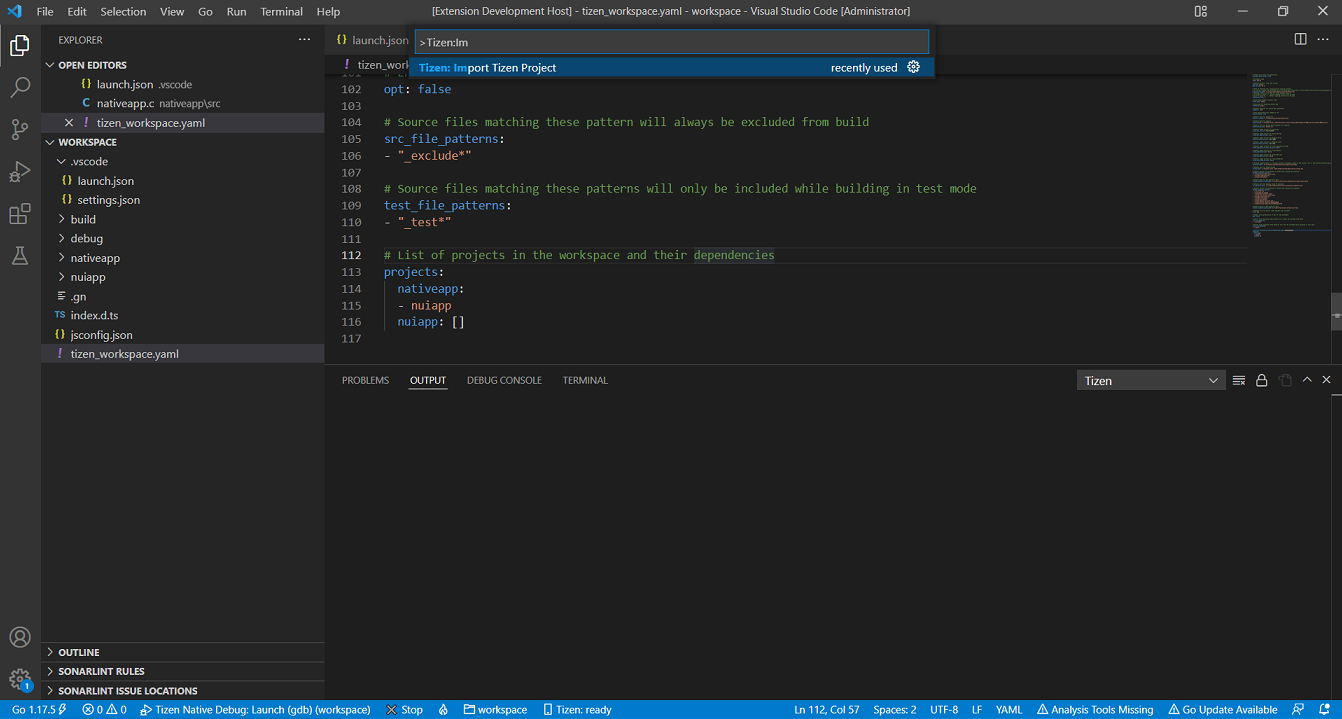 File Edit Selection View Go Run Terminal Help
[Extension Development Host] - tizen_workspace.yaml - workspace - Visual Studio Code [Administrator]
EXPLORER
OPEN EDITORS
launch.json .vscode
C nativeapp.c nativeapp\src
! tizen_workspace.yaml
WORKSPACE
.vscode
launch.json
settings.json
build
debug
nativeapp
nuiapp
.gn
TS index.d.ts
jsconfig.json
! tizen_workspace.yaml
OUTLINE
SONARLINT RULES
SONARLINT ISSUE LOCATIONS
1
launch.json
>Tizen:Im
! tizen_work
Tizen: Import Tizen Project recently used
102 opt: false
103
104 # Source files matching these pattern will always be excluded from build
105 src_file_patterns:
106 - "_exclude*"
107
108 # Source files matching these patterns will only be included while building in test mode
109 test_file_patterns:
110 - "_test*"
111
112 # List of projects in the workspace and their dependencies
113 projects:
114 nativeapp:
115 - nuiapp
116 nuiapp: []
117
PROBLEMS OUTPUT DEBUG CONSOLE TERMINAL
Tizen
Go 1.17.5 0 0 Tizen Native Debug: Launch (gdb) (workspace) Stop workspace Tizen: ready Ln 112, Col 57 Spaces: 2 UTF-8 LF YAML Analysis Tools Missing Go Update Available